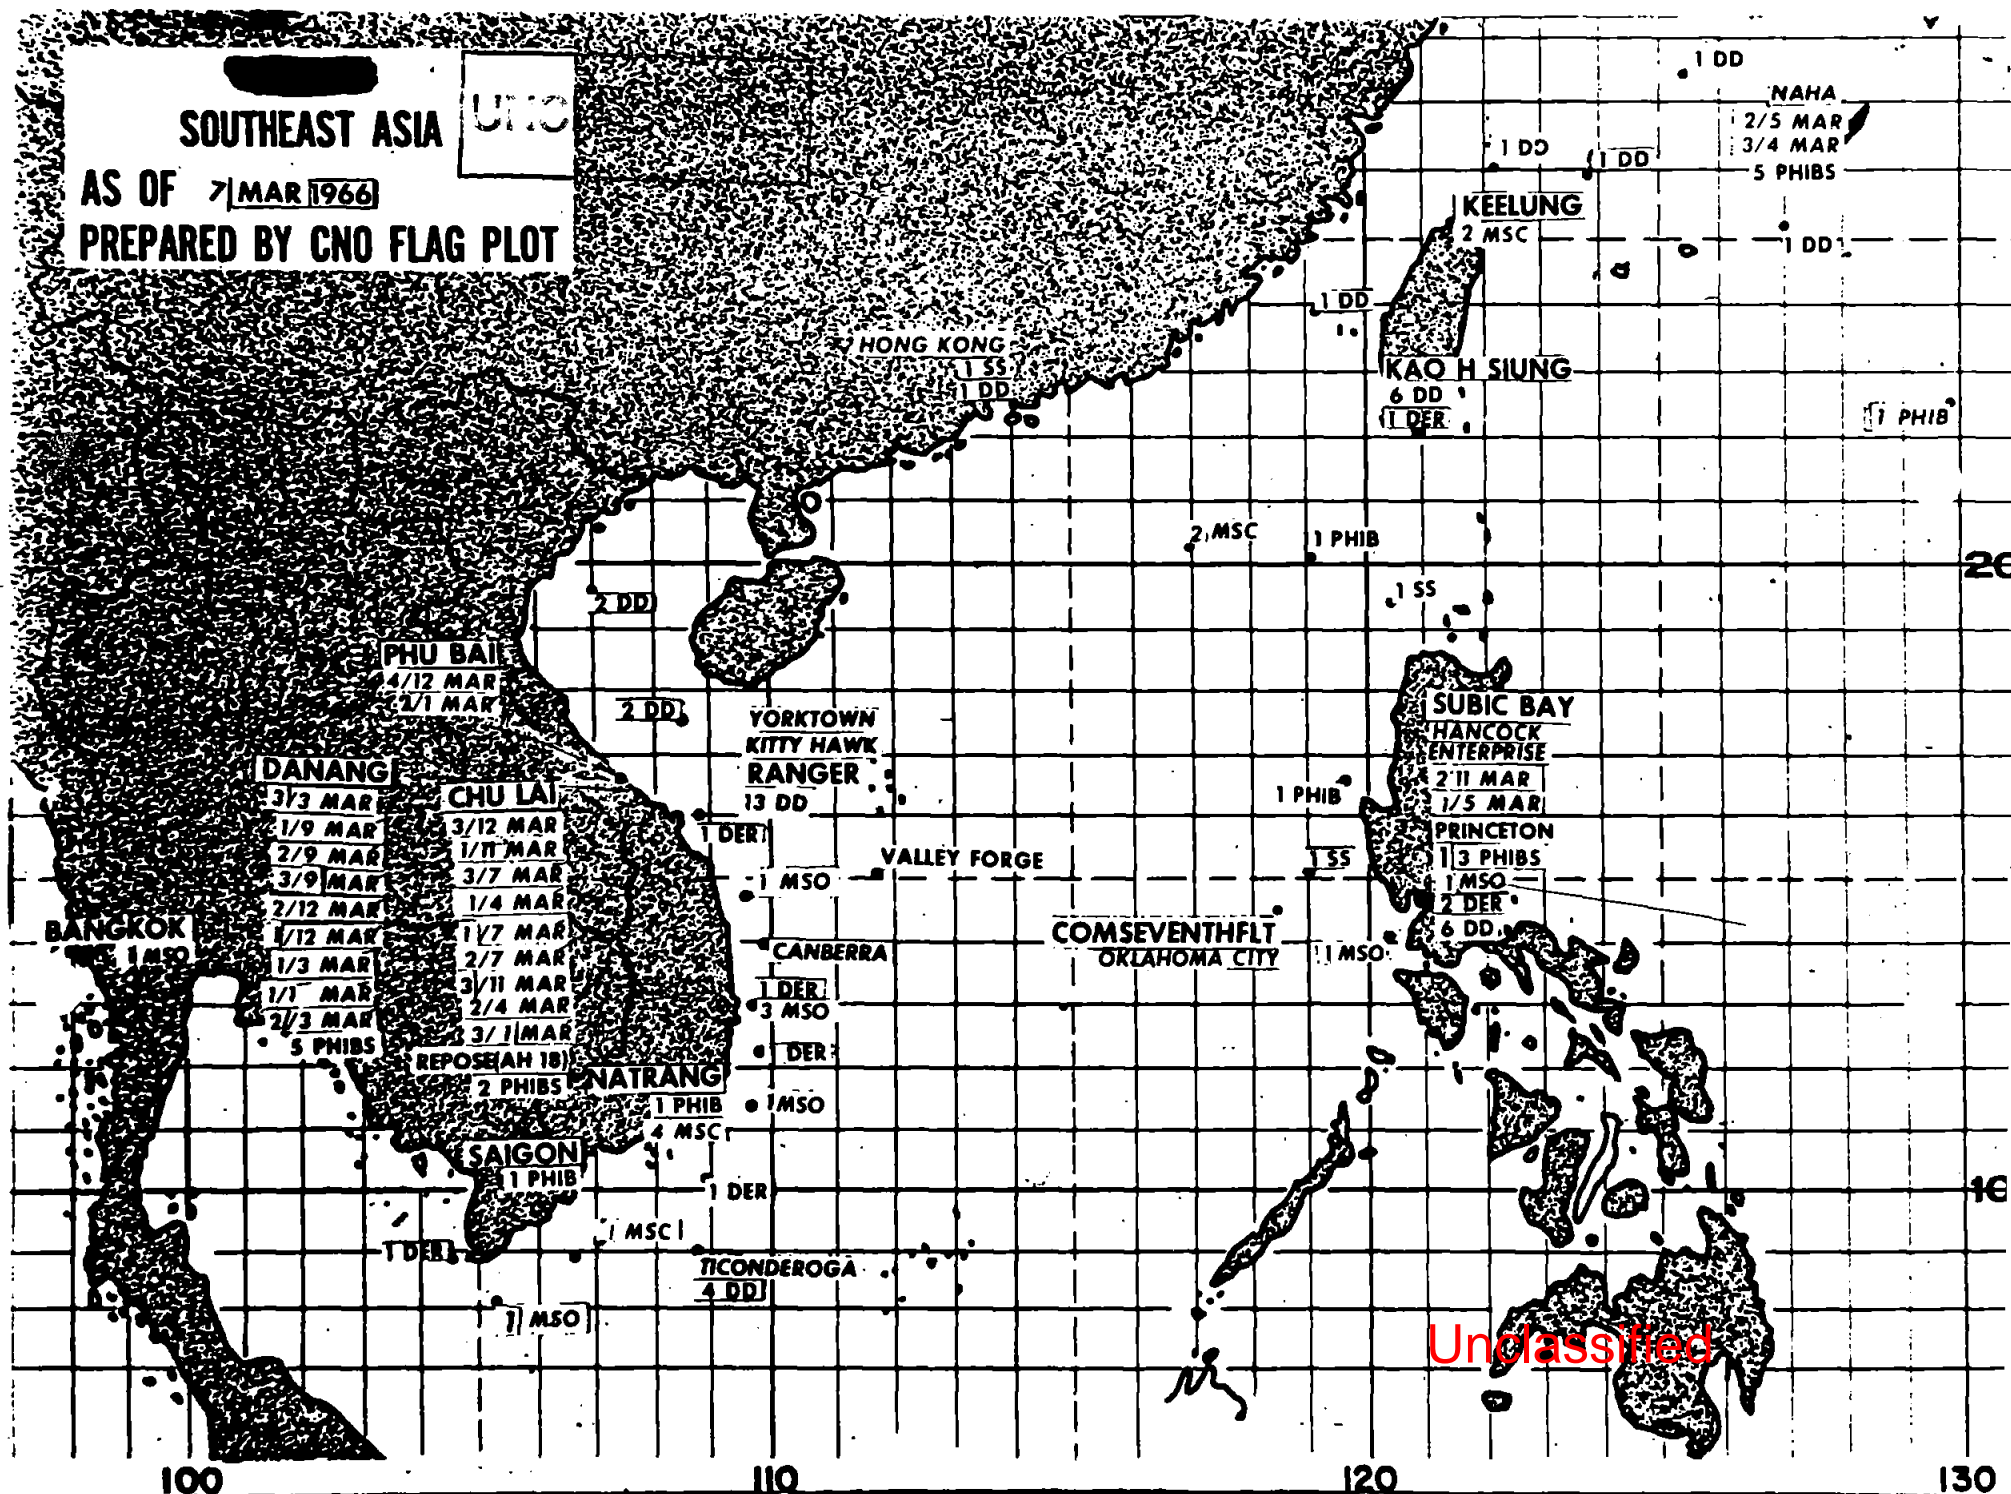 SOUTHEAST ASIA
AS OF 7 MAR 1966
PREPARED BY CNO FLAG PLOT
1 DD
NAHA
2/5 MAR
3/4 MAR
5 PHIBS
1 DD
1 DD
1 DD
KEELUNG
2 MSC
1 DD
HONG KONG
1 SS
1 DD
KAO H SIUNG
6 DD
1 DER
1 PHIB
2 MSC
1 PHIB
1 SS
20
2 DD
2 DD
PHU BAI
4/12 MAR
2/1 MAR
YORKTOWN
KITTY HAWK
RANGER
13 DD
SUBIC BAY
HANCOCK
ENTERPRISE
2 11 MAR
1/5 MAR
PRINCETON
3 PHIBS
1 MSO
2 DER
6 DD
1 PHIB
1 SS
1 MSO
DANANG
3/3 MAR
1/9 MAR
2/9 MAR
3/9 MAR
2/12 MAR
1/12 MAR
1/3 MAR
1/1 MAR
2/3 MAR
5 PHIBS
CHU LAI
3/12 MAR
1/11 MAR
3/7 MAR
1/4 MAR
1/7 MAR
2/7 MAR
3/11 MAR
2/4 MAR
3/1 MAR
REPOSE(AH 18)
2 PHIBS
1 DER
1 MSO
VALLEY FORGE
CANBERRA
1 DER
3 MSO
DER
1 MSO
COMSEVENTHFLT
OKLAHOMA CITY
BANGKOK
1 MSO
NATRANG
1 PHIB
4 MSC
SAIGON
1 PHIB
1 DER
1 MSC
1 DER
TICONDEROGA
4 DD
1 MSO
Unclassified
100 110 120 130